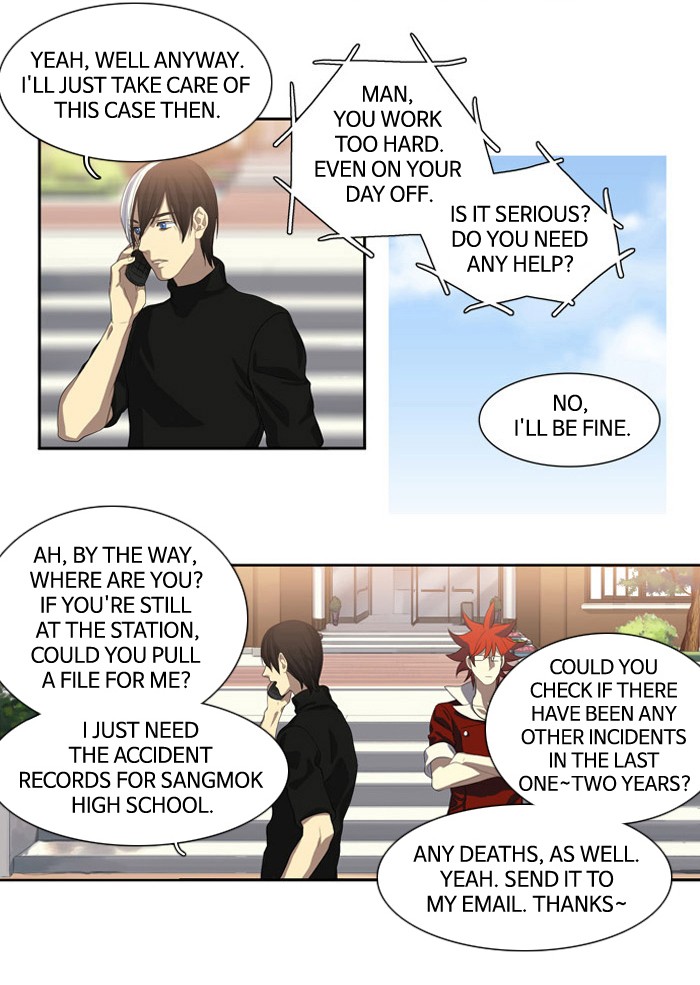 YEAH, WELL ANYWAY.
I'LL JUST TAKE CARE OF
THIS CASE THEN.
MAN,
YOU WORK
TOO HARD.
EVEN ON YOUR
DAY OFF.
IS IT SERIOUS?
DO YOU NEED
ANY HELP?
NO,
I'LL BE FINE.
AH, BY THE WAY,
WHERE ARE YOU?
IF YOU'RE STILL
AT THE STATION,
COULD YOU PULL
A FILE FOR ME?
I JUST NEED
THE ACCIDENT
RECORDS FOR SANGMOK
HIGH SCHOOL.
COULD YOU
CHECK IF THERE
HAVE BEEN ANY
OTHER INCIDENTS
IN THE LAST
ONE~TWO YEARS?
ANY DEATHS, AS WELL.
YEAH. SEND IT TO
MY EMAIL. THANKS~